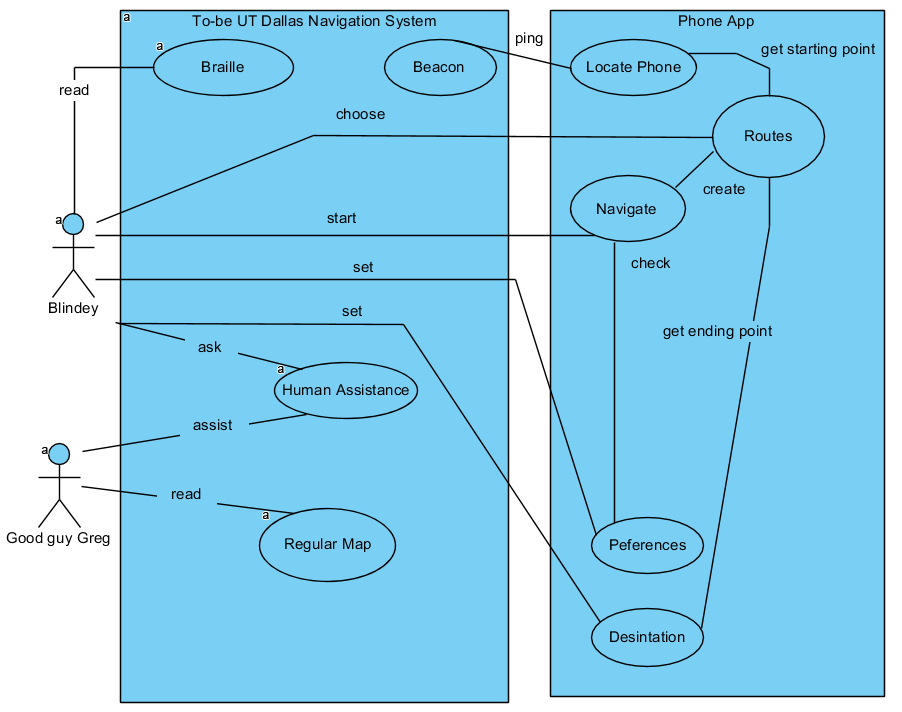 a
To-be UT Dallas Navigation System
Phone App
a
Braille
Beacon
ping
Locate Phone
get starting point
read
choose
Routes
create
a
start
Navigate
Blindey
set
check
set
get ending point
ask
a
Human Assistance
assist
a
read
a
Good guy Greg
Regular Map
Peferences
Desintation